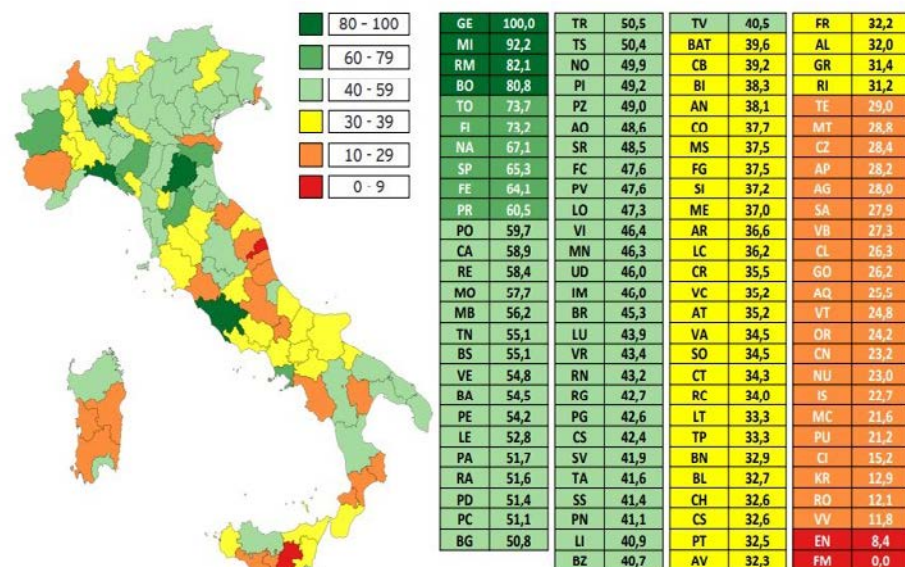 80 - 100
60 - 79
40 - 59
30 - 39
10 - 29
0 - 9
GE 100,0
MI 92,2
RM 82,1
BO 80,8
TO 73,7
FI 73,2
NA 67,1
SP 65,3
FE 64,1
PR 60,5
PO 59,7
CA 58,9
RE 58,4
MO 57,7
MB 56,2
TN 55,1
BS 55,1
VE 54,8
BA 54,5
PE 54,2
LE 52,8
PA 51,7
RA 51,6
PD 51,4
PC 51,1
BG 50,8
TR 50,5
TS 50,4
NO 49,9
PI 49,2
PZ 49,0
AO 48,6
SR 48,5
FC 47,6
PV 47,6
LO 47,3
VI 46,4
MN 46,3
UD 46,0
IM 46,0
BR 45,3
LU 43,9
VR 43,4
RN 43,2
RG 42,7
PG 42,6
CS 42,4
SV 41,9
TA 41,6
SS 41,4
PN 41,1
LI 40,9
BZ 40,7
TV 40,5
BAT 39,6
CB 39,2
BI 38,3
AN 38,1
CO 37,7
MS 37,5
FG 37,5
SI 37,2
ME 37,0
AR 36,6
LC 36,2
CR 35,5
VC 35,2
AT 35,2
VA 34,5
SO 34,5
CT 34,3
RC 34,0
LT 33,3
TP 33,3
BN 32,9
BL 32,7
CH 32,6
CS 32,6
PT 32,5
AV 32,3
FR 32,2
AL 32,0
GR 31,4
RI 31,2
TE 29,0
MT 28,8
CZ 28,4
AP 28,2
AG 28,0
SA 27,9
VB 27,3
CL 26,3
GO 26,2
AQ 25,5
VT 24,8
OR 24,2
CN 23,2
NU 23,0
IS 22,7
MC 21,6
PU 21,2
CI 15,2
KR 12,9
RO 12,1
VV 11,8
EN 8,4
FM 0,0